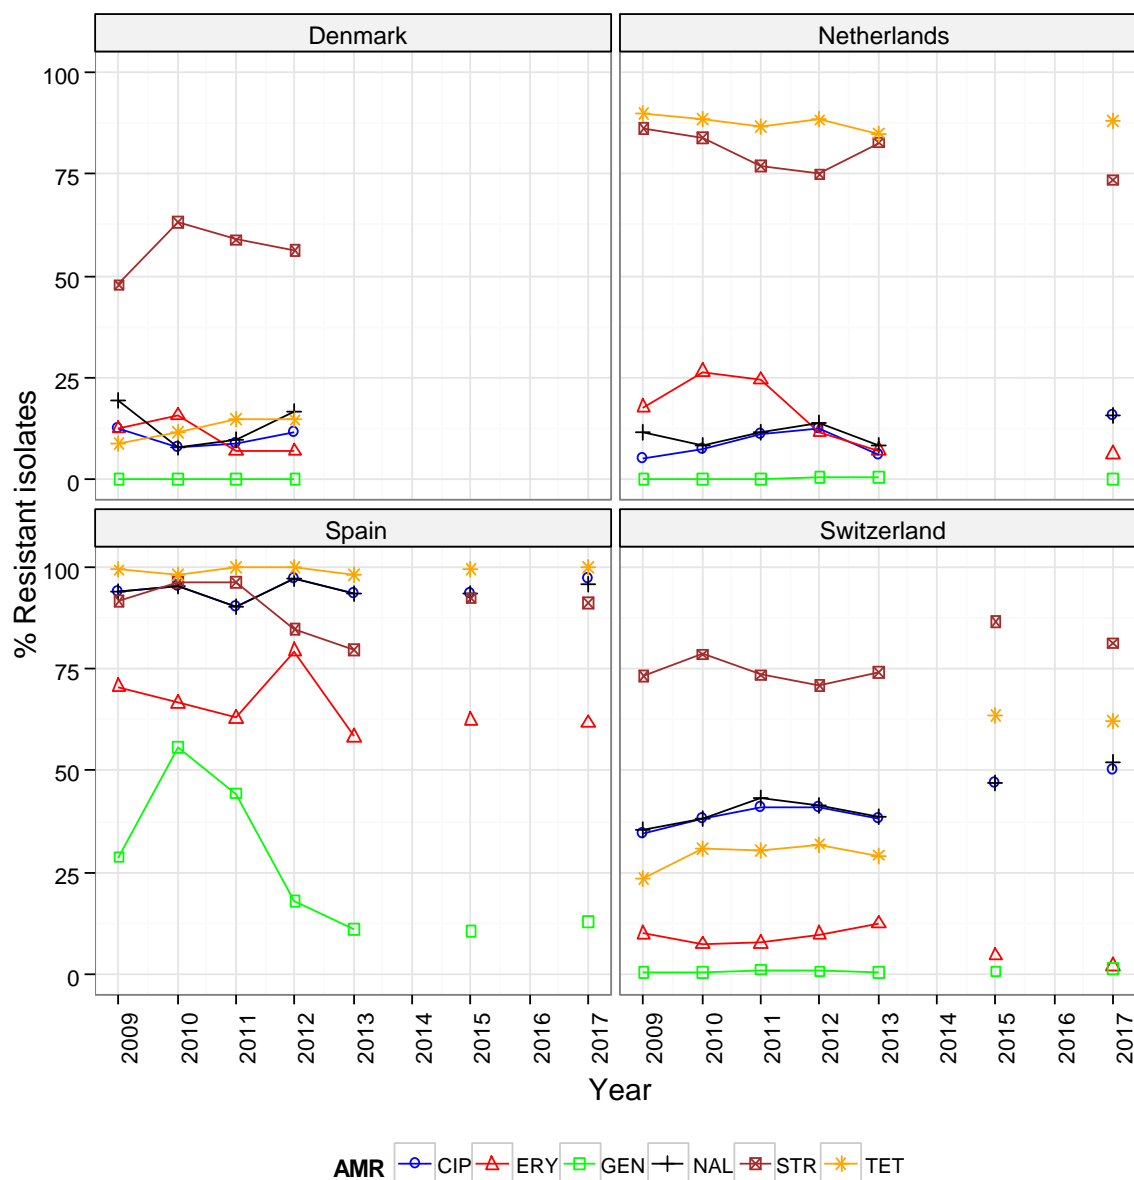 Denmark Netherlands
100
75
50
25
0
Spain Switzerland
100
75
50
25
0
% Resistant isolates
2009 2010 2011 2012 2013 2014 2015 2016 2017 2009 2010 2011 2012 2013 2014 2015 2016 2017
Year
AMR CIP ERY GEN NAL STR TET